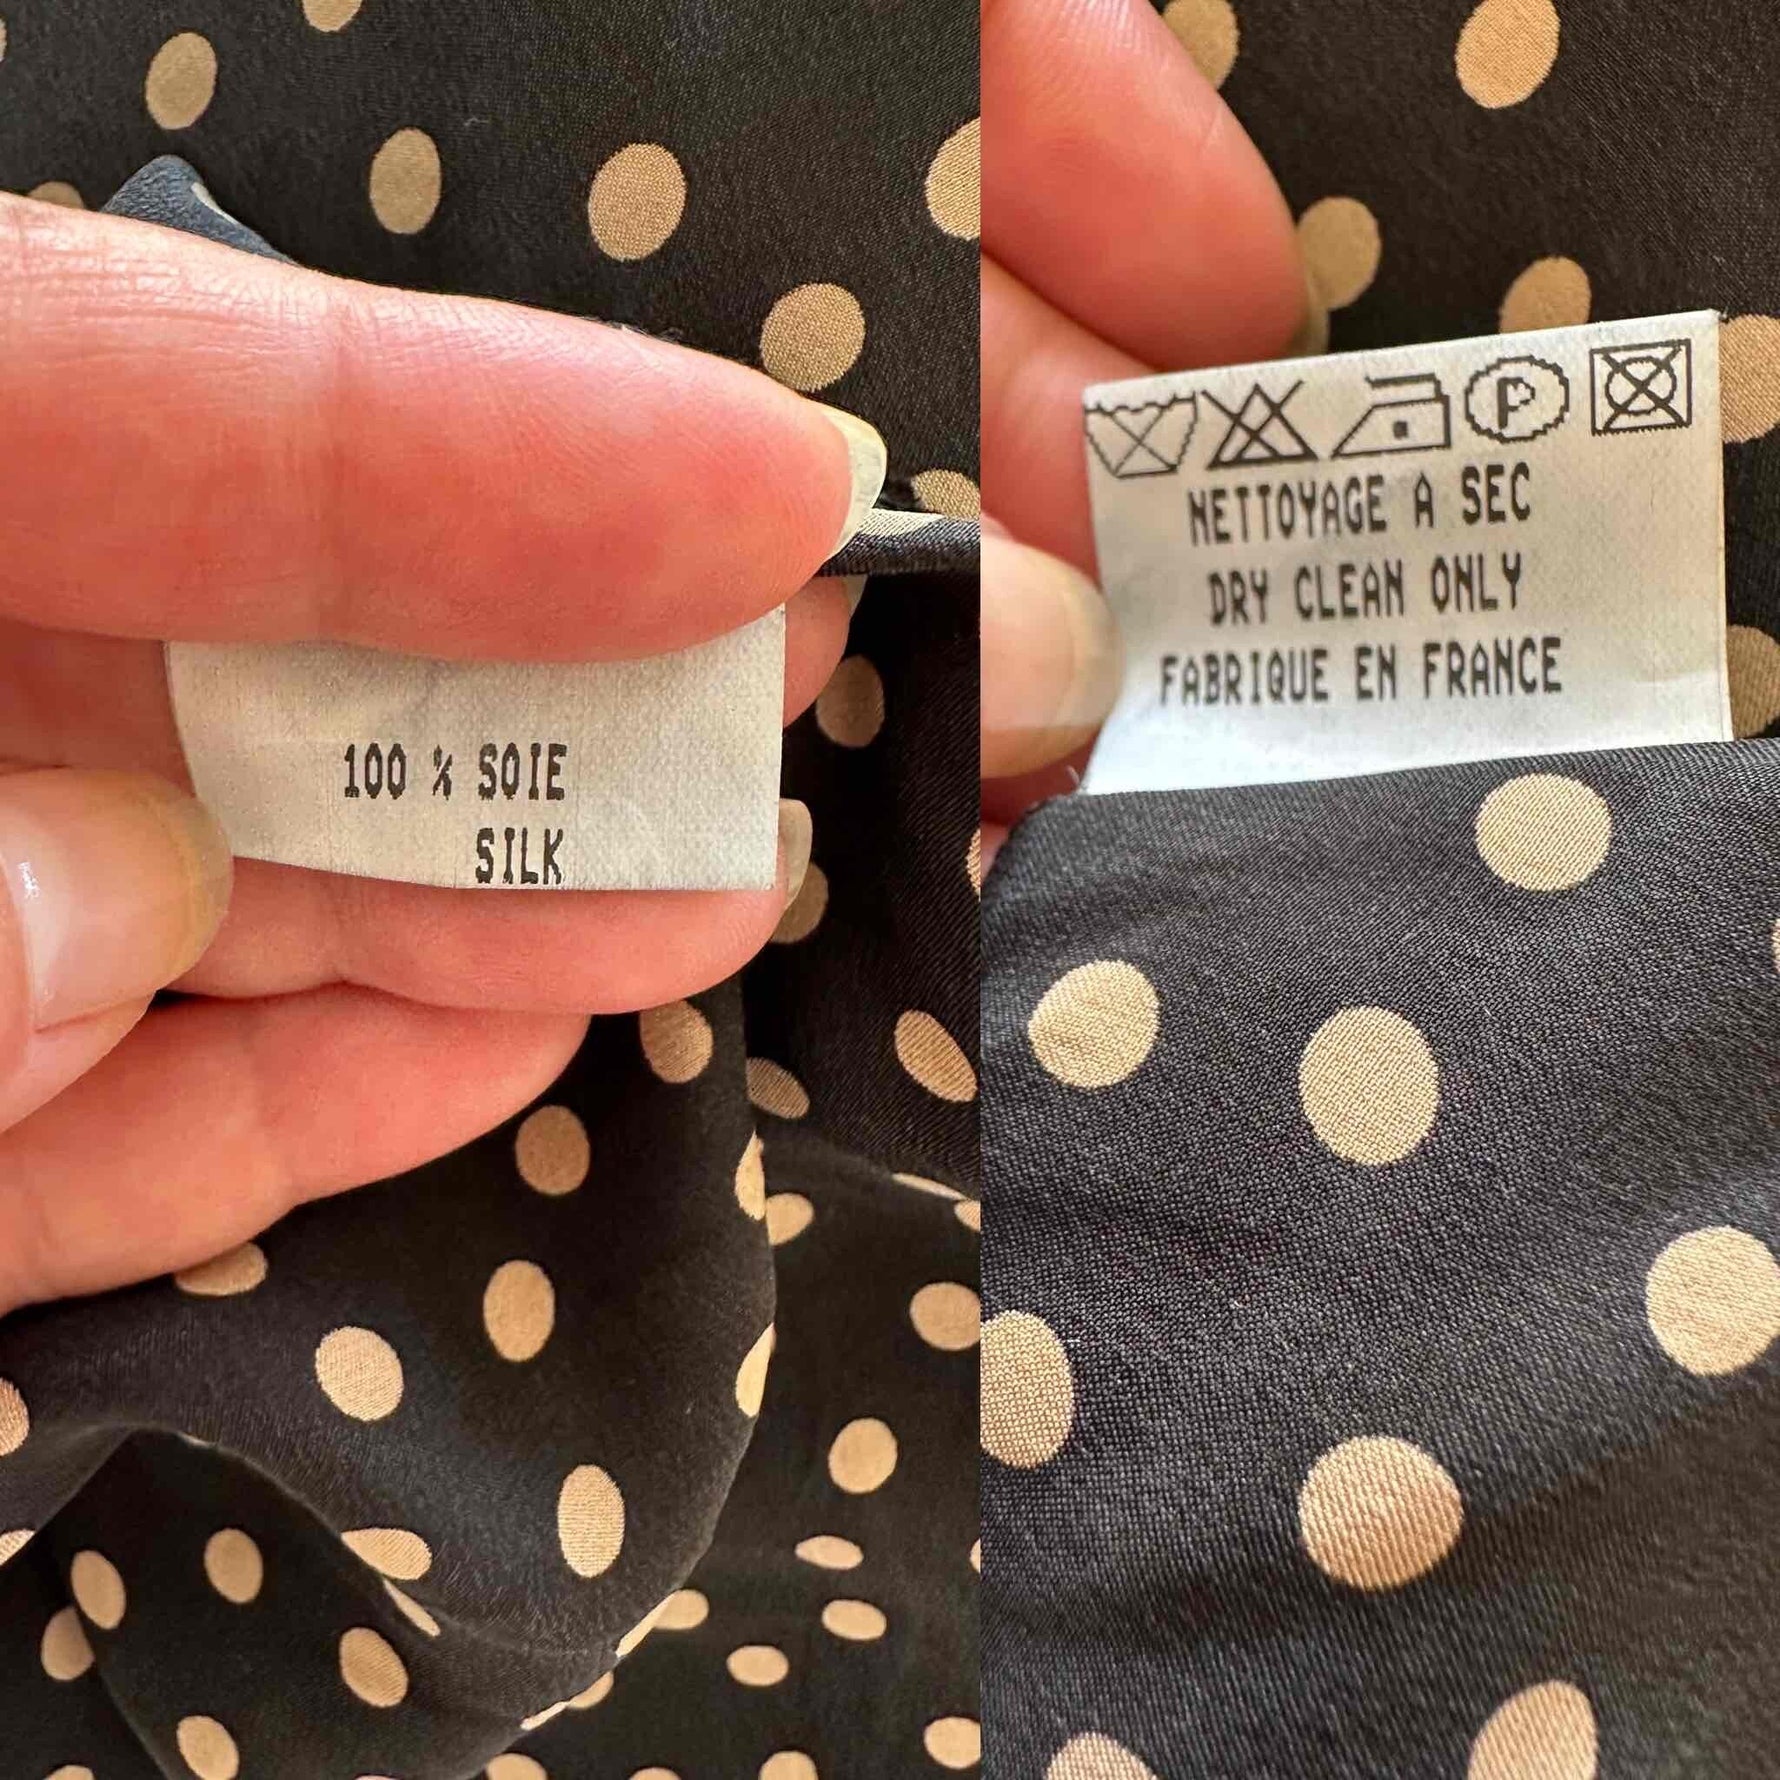 100 % SOIE
SILK
P
NETTOYAGE A SEC
DRY CLEAN ONLY
FABRIQUE EN FRANCE